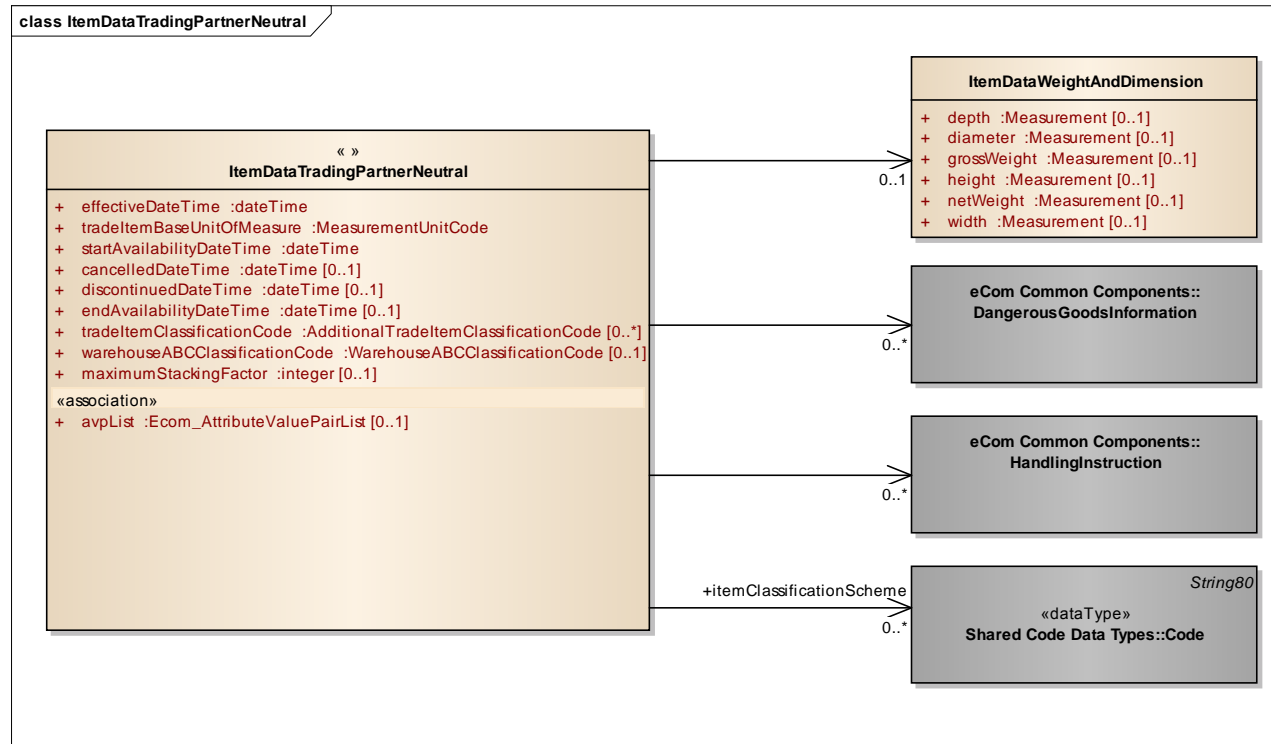 class ItemDataTradingPartnerNeutral
« »
ItemDataTradingPartnerNeutral
+ effectiveDateTime :dateTime
+ tradeItemBaseUnitOfMeasure :MeasurementUnitCode
+ startAvailabilityDateTime :dateTime
+ cancelledDateTime :dateTime [0..1]
+ discontinuedDateTime :dateTime [0..1]
+ endAvailabilityDateTime :dateTime [0..1]
+ tradeItemClassificationCode :AdditionalTradeItemClassificationCode [0..*]
+ warehouseABCClassificationCode :WarehouseABCClassificationCode [0..1]
+ maximumStackingFactor :integer [0..1]
«association»
+ avpList :Ecom_AttributeValuePairList [0..1]
ItemDataWeightAndDimension
+ depth :Measurement [0..1]
+ diameter :Measurement [0..1]
+ grossWeight :Measurement [0..1]
+ height :Measurement [0..1]
+ netWeight :Measurement [0..1]
+ width :Measurement [0..1]
0..1
eCom Common Components::
DangerousGoodsInformation
0..*
eCom Common Components::
HandlingInstruction
0..*
+itemClassificationScheme
0..*
String80
«dataType»
Shared Code Data Types::Code